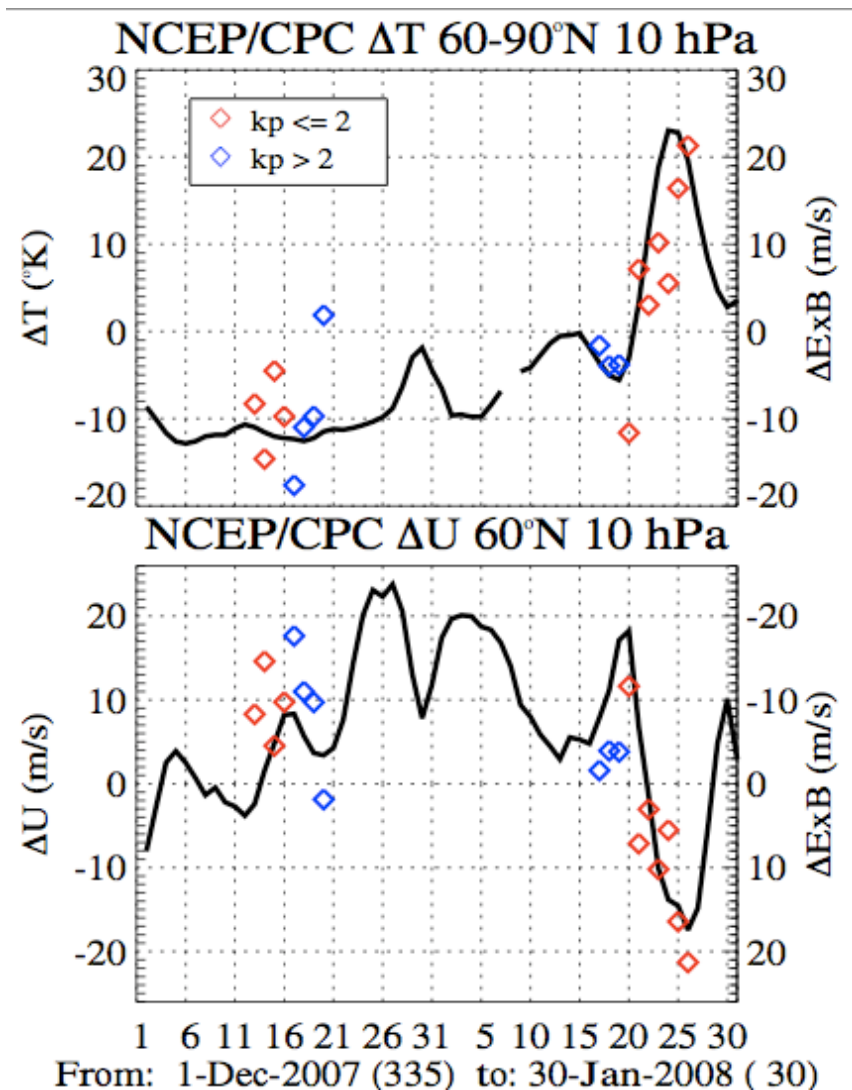 NCEP/CPC ΔT 60-90°N 10 hPa
30
20
10
0
-10
-20
ΔT (°K)
kp <= 2
kp > 2
30
20
10
0
-10
-20
ΔExB (m/s)
NCEP/CPC ΔU 60°N 10 hPa
20
10
0
-10
-20
ΔU (m/s)
-20
-10
0
10
20
ΔExB (m/s)
1 6 11 16 21 26 31 5 10 15 20 25 30
From: 1-Dec-2007 (335) to: 30-Jan-2008 ( 30)